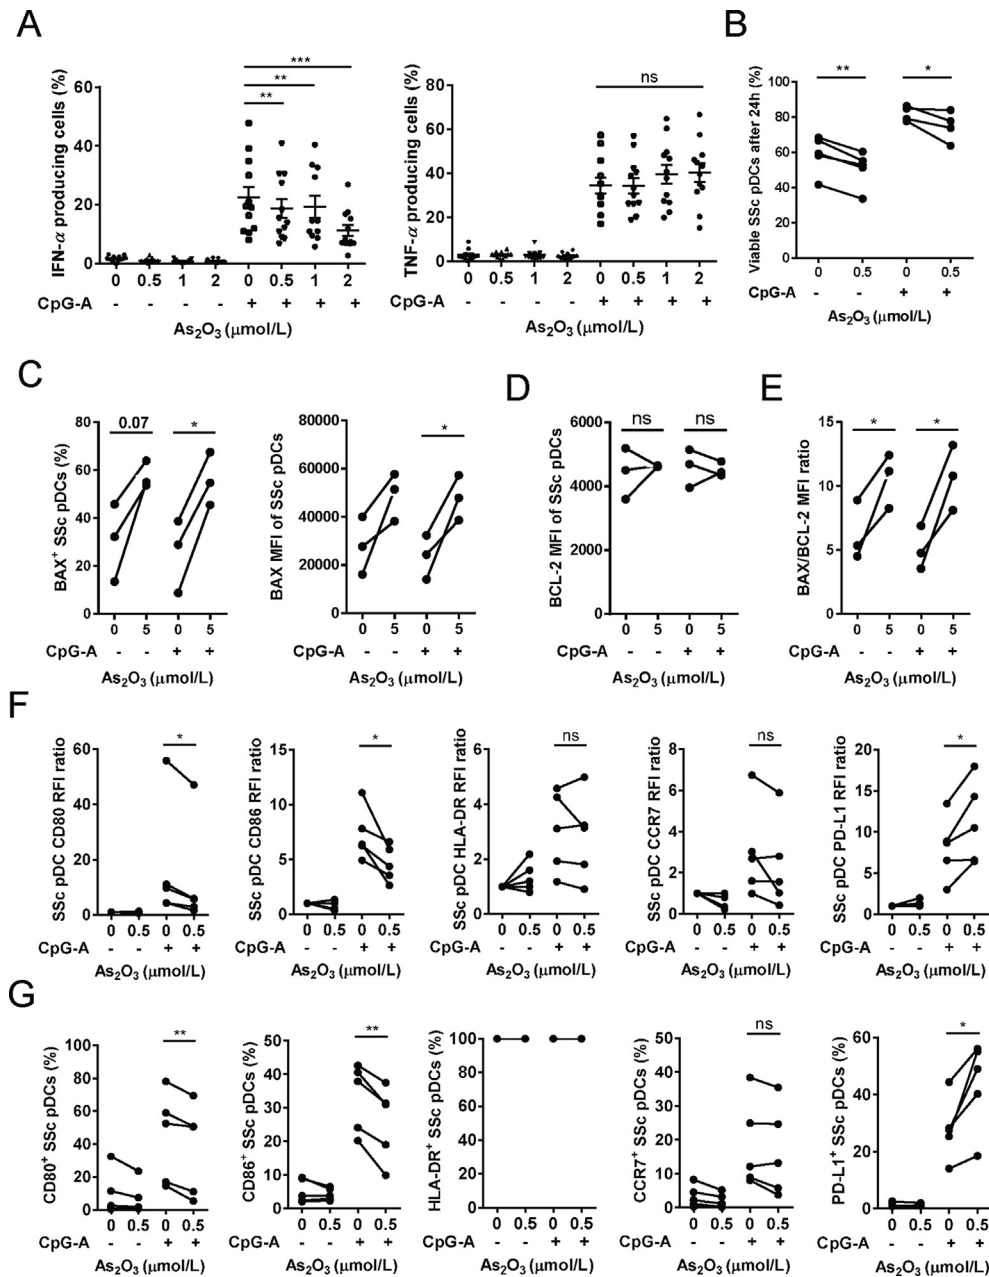 A
B
IFN-α producing cells (%)
60
40
20
0
***
**
**
0 0.5 1 2 0 0.5 1 2
CpG-A - - - - + + + +
As2O3 (μmol/L)
TNF-α producing cells (%)
80
60
40
20
0
ns
0 0.5 1 2 0 0.5 1 2
- - - - + + + +
As2O3 (μmol/L)
Viable SSc pDCs after 24h (%)
100
80
60
40
20
0
** *
0 0.5 0 0.5
CpG-A - - + +
As2O3 (μmol/L)
C
D
E
BAX+ SSc pDCs (%)
80
60
40
20
0
0.07 *
0 5 0 5
CpG-A - - + +
As2O3 (μmol/L)
BAX MFI of SSc pDCs
80000
60000
40000
20000
0
*
0 5 0 5
CpG-A - - + +
As2O3 (μmol/L)
BCL-2 MFI of SSc pDCs
6000
4000
2000
0
ns ns
0 5 0 5
CpG-A - - + +
As2O3 (μmol/L)
BAX/BCL-2 MFI ratio
15
10
5
0
* *
0 5 0 5
CpG-A - - + +
As2O3 (μmol/L)
F
SSc pDC CD80 RFI ratio
60
40
20
0
*
0 0.5 0 0.5
CpG-A - - + +
As2O3 (μmol/L)
SSc pDC CD86 RFI ratio
15
10
5
0
*
0 0.5 0 0.5
CpG-A - - + +
As2O3 (μmol/L)
SSc pDC HLA-DR RFI ratio
6
4
2
0
ns
0 0.5 0 0.5
CpG-A - - + +
As2O3 (μmol/L)
SSc pDC CCR7 RFI ratio
8
6
4
2
0
ns
0 0.5 0 0.5
CpG-A - - + +
As2O3 (μmol/L)
SSc pDC PD-L1 RFI ratio
20
15
10
5
0
*
0 0.5 0 0.5
CpG-A - - + +
As2O3 (μmol/L)
G
CD80+ SSc pDCs (%)
100
80
60
40
20
0
**
0 0.5 0 0.5
CpG-A - - + +
As2O3 (μmol/L)
CD86+ SSc pDCs (%)
50
40
30
20
10
0
**
0 0.5 0 0.5
CpG-A - - + +
As2O3 (μmol/L)
HLA-DR+ SSc pDCs (%)
100
80
60
40
20
0
0 0.5 0 0.5
CpG-A - - + +
As2O3 (μmol/L)
CCR7+ SSc pDCs (%)
50
40
30
20
10
0
ns
0 0.5 0 0.5
CpG-A - - + +
As2O3 (μmol/L)
PD-L1+ SSc pDCs (%)
60
40
20
0
*
0 0.5 0 0.5
CpG-A - - + +
As2O3 (μmol/L)